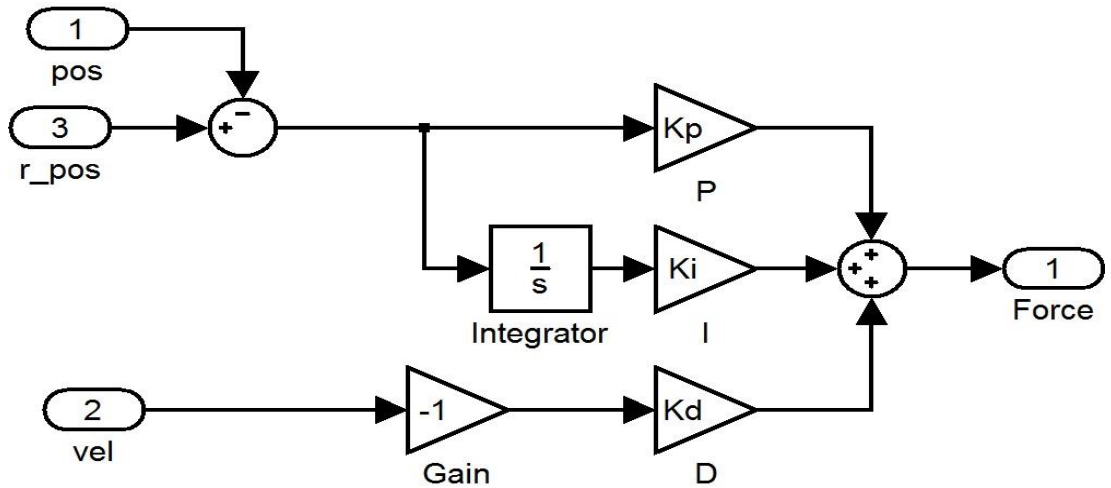 1
pos
−
+
3
r_pos
Kp
P
1
s
Integrator
Ki
I
+
+
+
1
Force
2
vel
-1
Gain
Kd
D